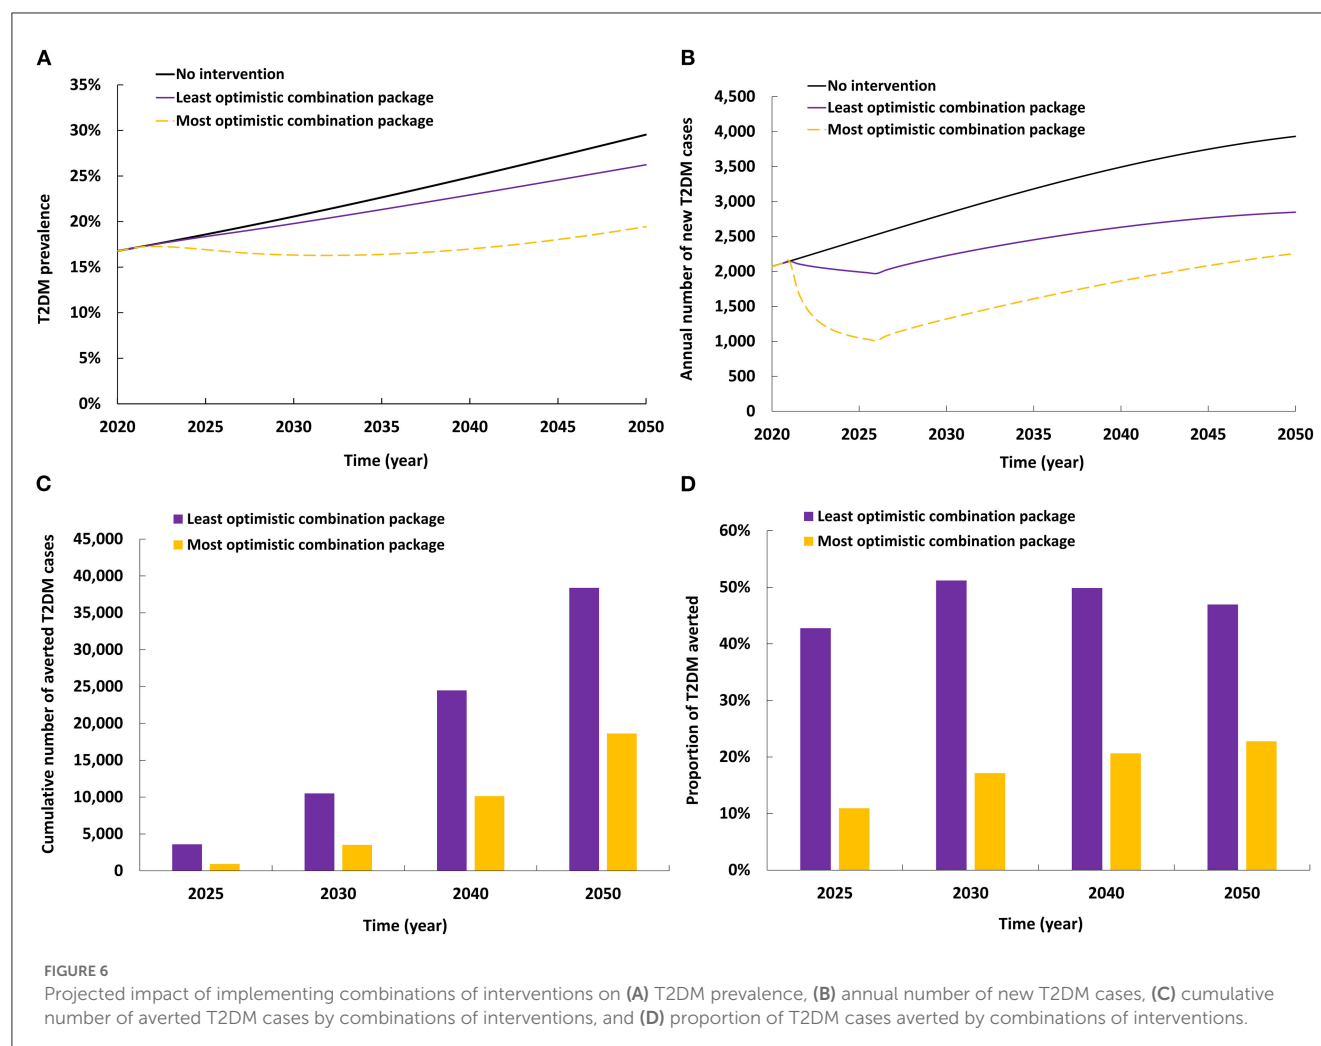 A
No intervention
Least optimistic combination package
Most optimistic combination package
35%
30%
25%
20%
15%
10%
5%
0%
T2DM prevalence
2020 2025 2030 2035 2040 2045 2050
Time (year)
B
No intervention
Least optimistic combination package
Most optimistic combination package
4,500
4,000
3,500
3,000
2,500
2,000
1,500
1,000
500
0
Annual number of new T2DM cases
2020 2025 2030 2035 2040 2045 2050
Time (year)
C
Least optimistic combination package
Most optimistic combination package
45,000
40,000
35,000
30,000
25,000
20,000
15,000
10,000
5,000
0
Cumulative number of averted T2DM cases
2025 2030 2040 2050
Time (year)
D
Least optimistic combination package
Most optimistic combination package
60%
50%
40%
30%
20%
10%
0%
Proportion of T2DM averted
2025 2030 2040 2050
Time (year)
FIGURE 6
Projected impact of implementing combinations of interventions on (A) T2DM prevalence, (B) annual number of new T2DM cases, (C) cumulative
number of averted T2DM cases by combinations of interventions, and (D) proportion of T2DM cases averted by combinations of interventions.